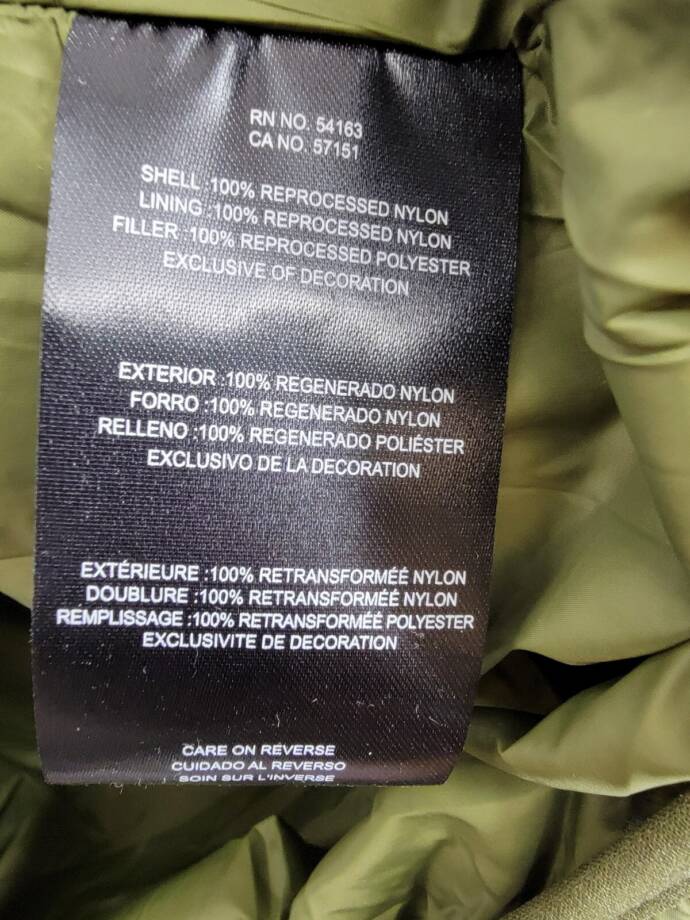 RN NO. 54163
CA NO. 57151
SHELL :100% REPROCESSED NYLON
LINING :100% REPROCESSED NYLON
FILLER :100% REPROCESSED POLYESTER
EXCLUSIVE OF DECORATION
EXTERIOR :100% REGENERADO NYLON
FORRO :100% REGENERADO NYLON
RELLENO :100% REGENERADO POLIÉSTER
EXCLUSIVO DE LA DECORATION
EXTÉRIEURE :100% RETRANSFORMÉÉ NYLON
DOUBLURE :100% RETRANSFORMÉÉ NYLON
REMPLISSAGE :100% RETRANSFORMÉÉ POLYESTER
EXCLUSIVITE DE DECORATION
CARE ON REVERSE
CUIDADO AL REVERSO
SOIN SUR L'INVERSE